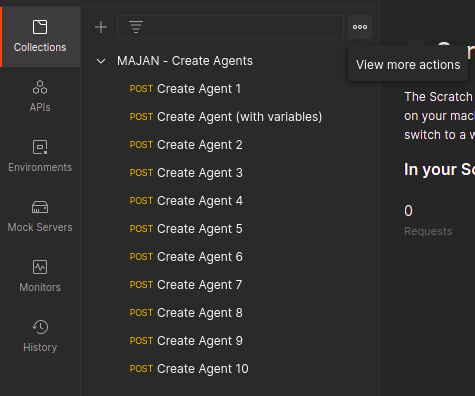 Collections
APIs
Environments
Mock Servers
Monitors
History
MAJAN - Create Agents
POST Create Agent 1
POST Create Agent (with variables)
POST Create Agent 2
POST Create Agent 3
POST Create Agent 4
POST Create Agent 5
POST Create Agent 6
POST Create Agent 7
POST Create Agent 8
POST Create Agent 9
POST Create Agent 10
View more actions
The Scratch
on your mac
switch to a w
In your Sc
0
Requests